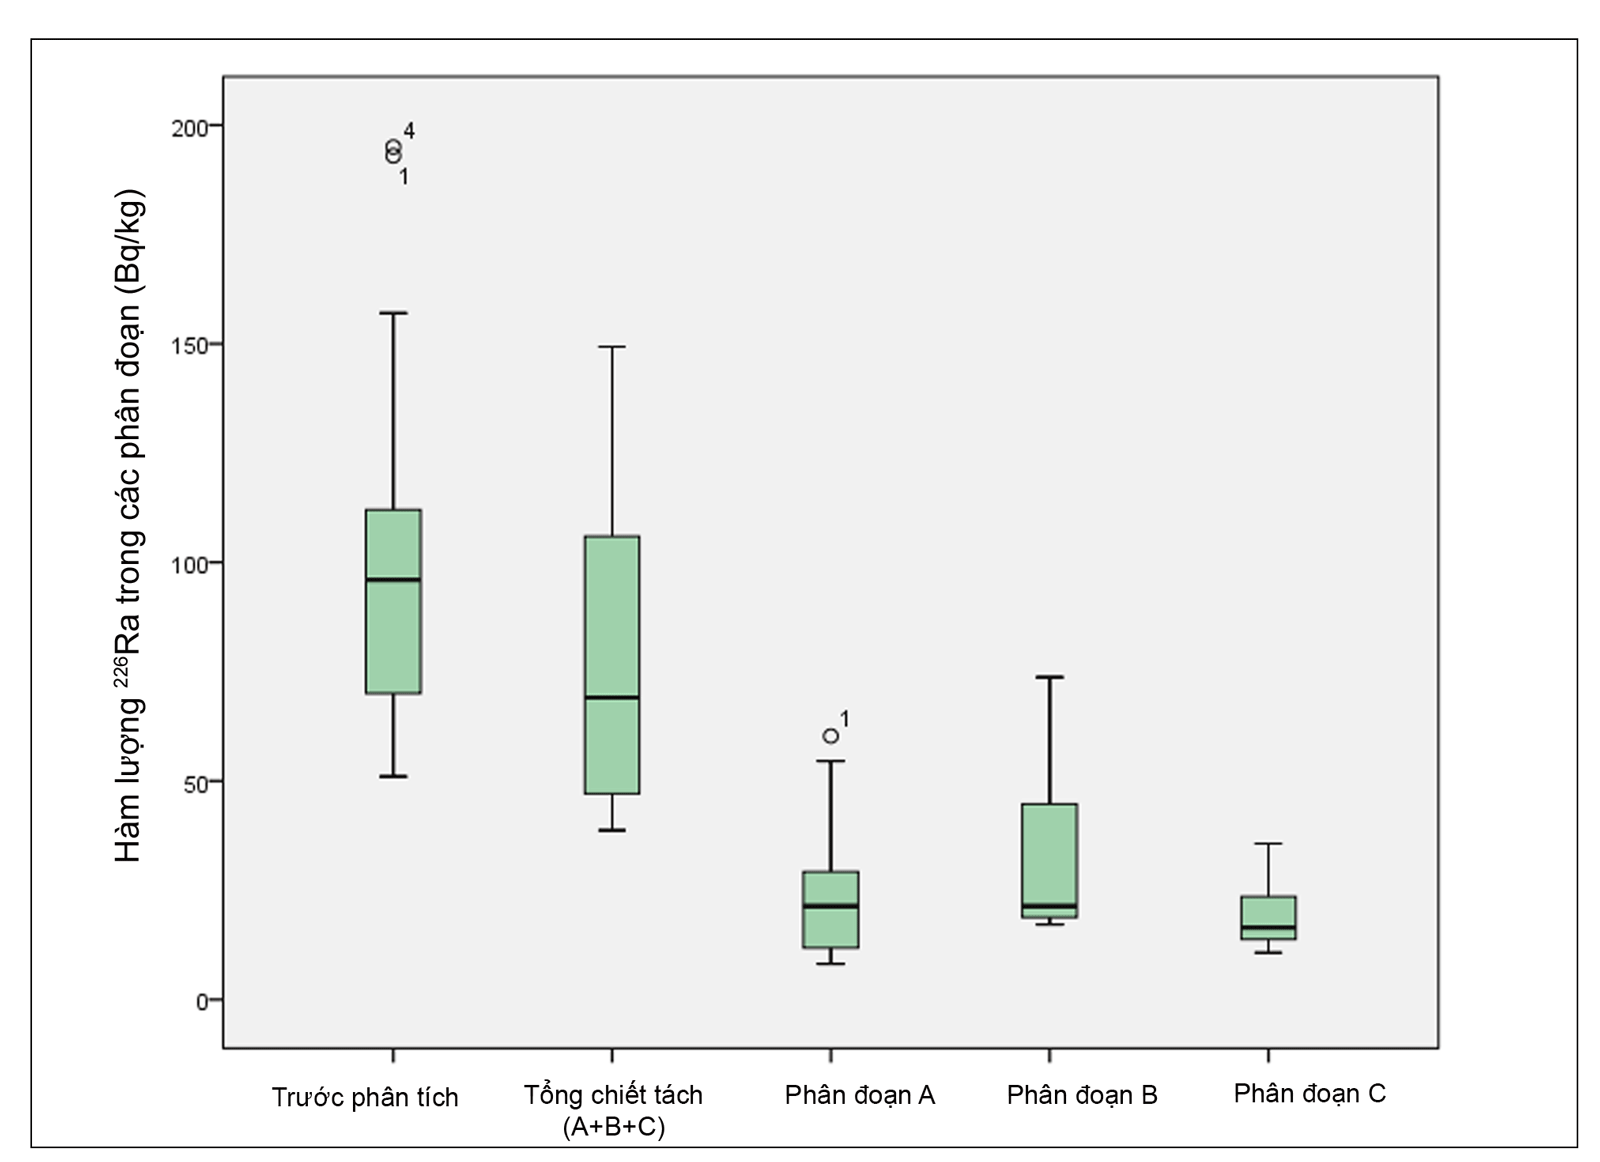 Hàm lượng ²²⁶Ra trong các phân đoạn (Bq/kg)
200
150
100
50
0
4
1
1
Trước phân tích
Tổng chiết tách
(A+B+C)
Phân đoạn A
Phân đoạn B
Phân đoạn C